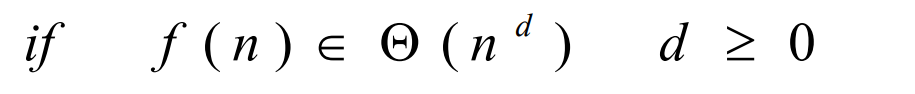 if f(n) ∈ Θ(n^d) d ≥ 0